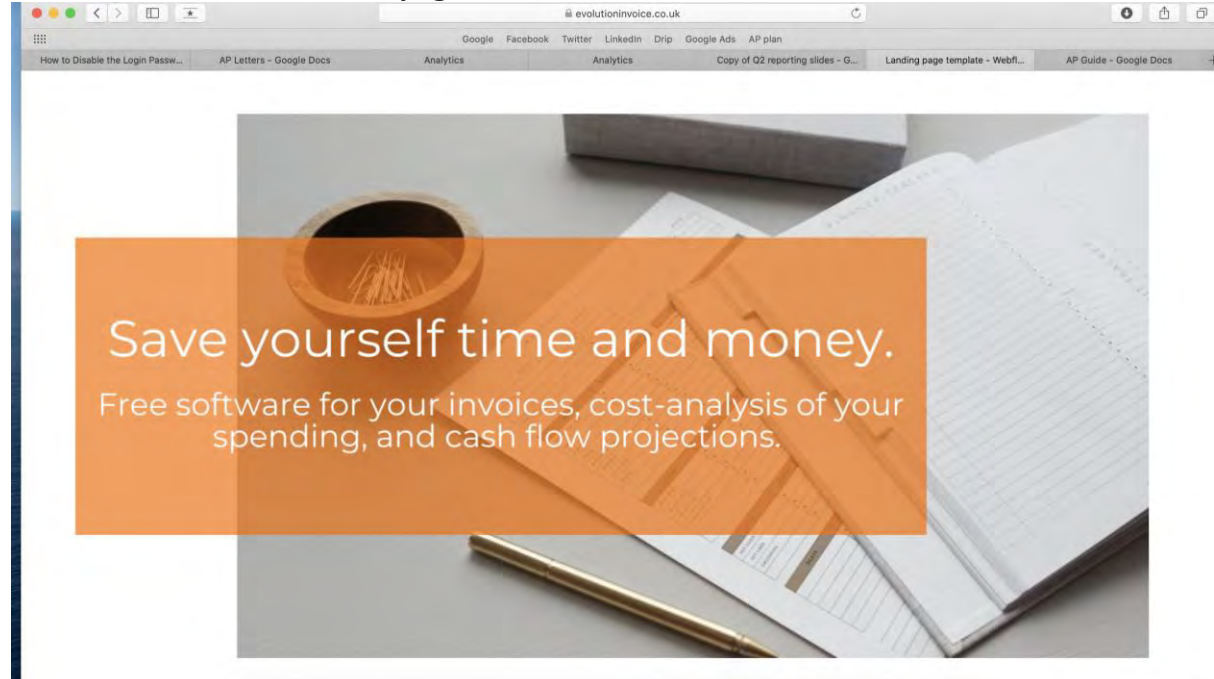 evolutioninvoice.co.uk
Google Facebook Twitter LinkedIn Drip Google Ads AP plan
How to Disable the Login Passw... AP Letters - Google Docs Analytics Analytics Copy of Q2 reporting slides - G... Landing page template - Webfl... AP Guide - Google Docs
Save yourself time and money.
Free software for your invoices, cost-analysis of your
spending, and cash flow projections.